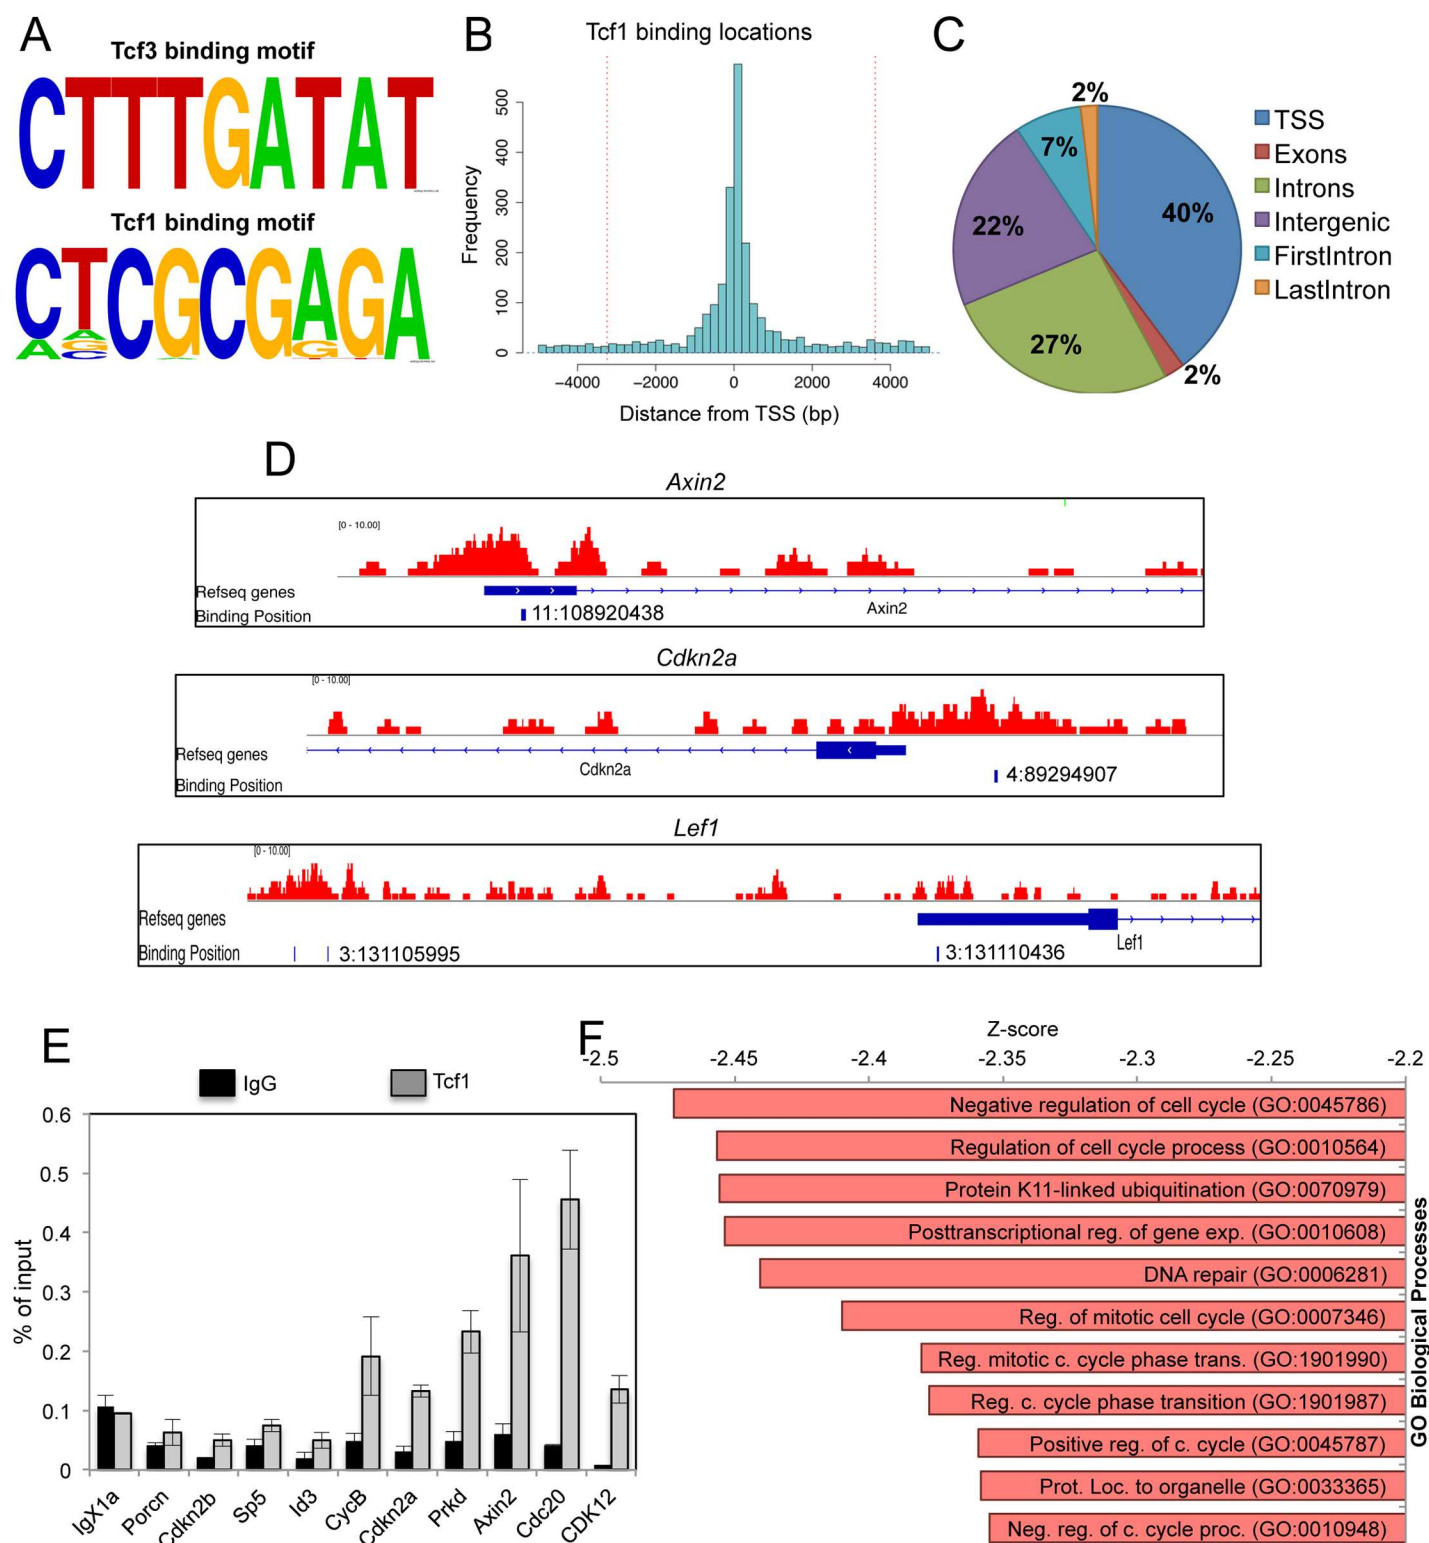 A
Tcf3 binding motif
CTTTGATAT
Tcf1 binding motif
CTCGCGAGA
A
A
G
C
G
B
Tcf1 binding locations
Frequency
500
400
300
200
100
0
−4000
−2000
0
2000
4000
Distance from TSS (bp)
C
2%
7%
40%
22%
27%
2%
TSS
Exons
Introns
Intergenic
FirstIntron
LastIntron
D
Axin2
[0 - 10.00]
Refseq genes
Axin2
Binding Position
11:108920438
Cdkn2a
[0 - 10.00]
Refseq genes
Cdkn2a
Binding Position
4:89294907
Lef1
[0 - 10.00]
Refseq genes
Lef1
Binding Position
3:131105995
3:131110436
E
IgG
Tcf1
% of input
0.6
0.5
0.4
0.3
0.2
0.1
0
IgX1a
Porcn
Cdkn2b
Sp5
Id3
CycB
Cdkn2a
Prkd
Axin2
Cdc20
CDK12
F
Z-score
-2.5
-2.45
-2.4
-2.35
-2.3
-2.25
-2.2
Negative regulation of cell cycle (GO:0045786)
Regulation of cell cycle process (GO:0010564)
Protein K11-linked ubiquitination (GO:0070979)
Posttranscriptional reg. of gene exp. (GO:0010608)
DNA repair (GO:0006281)
Reg. of mitotic cell cycle (GO:0007346)
Reg. mitotic c. cycle phase trans. (GO:1901990)
Reg. c. cycle phase transition (GO:1901987)
Positive reg. of c. cycle (GO:0045787)
Prot. Loc. to organelle (GO:0033365)
Neg. reg. of c. cycle proc. (GO:0010948)
GO Biological Processes